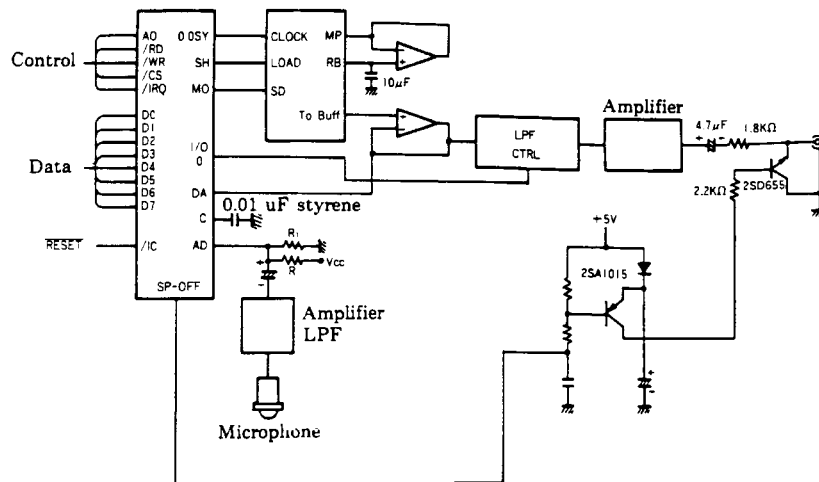 Control
A0
/RD
/WR
/CS
/IRQ
Data
D0
D1
D2
D3
D4
D5
D6
D7
RESET
/IC
0.0SY
SH
MO
I/O
0
DA
C
AD
SP-OFF
CLOCK
LOAD
SD
MP
RB
To Buff
10μF
+
−
+
−
LPF
CTRL
Amplifier
4.7μF
+ -
1.8KΩ
2.2KΩ
2SD655
0.01 uF styrene
R1
R
Vcc
+
-
Amplifier
LPF
Microphone
+5V
2SA1015
+
-